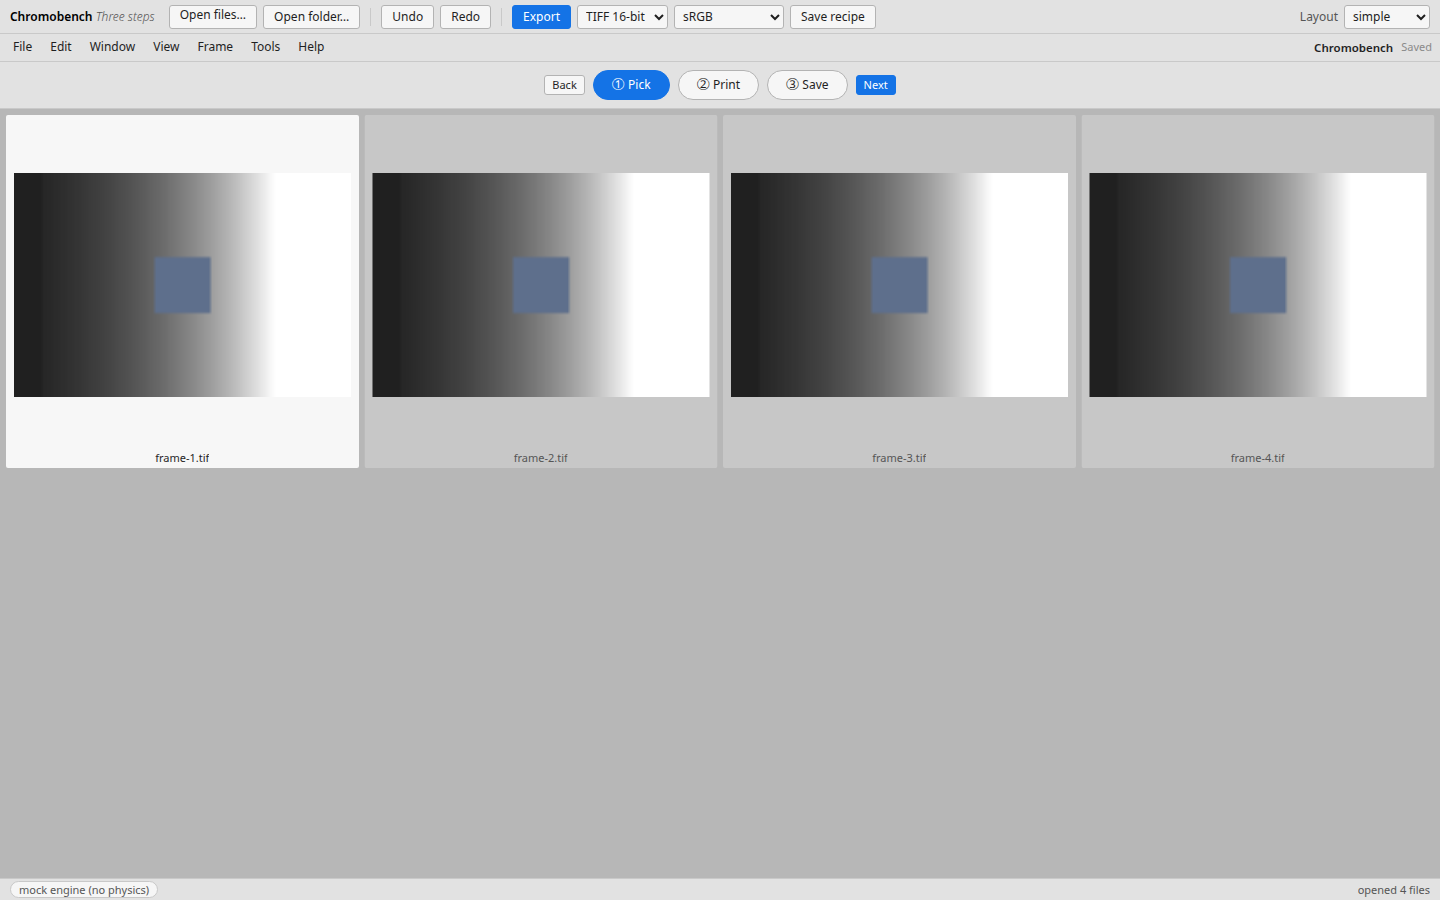 Chromobench Three steps Open files... Open folder... Undo Redo Export TIFF 16-bit sRGB Save recipe Layout simple
File Edit Window View Frame Tools Help Chromobench Saved
Back ① Pick ② Print ③ Save Next
frame-1.tif frame-2.tif frame-3.tif frame-4.tif
mock engine (no physics) opened 4 files